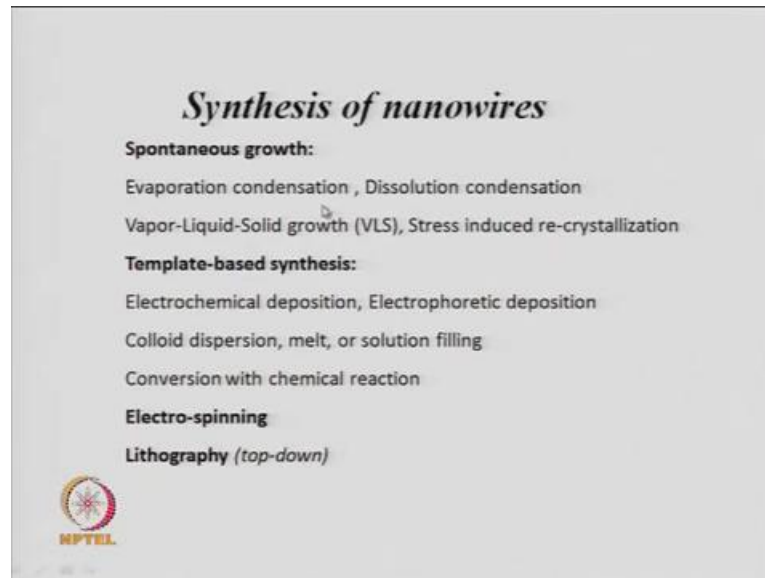 Synthesis of nanowires
Spontaneous growth:
Evaporation condensation , Dissolution condensation
Vapor-Liquid-Solid growth (VLS), Stress induced re-crystallization
Template-based synthesis:
Electrochemical deposition, Electrophoretic deposition
Colloid dispersion, melt, or solution filling
Conversion with chemical reaction
Electro-spinning
Lithography (top-down)
NPTEL